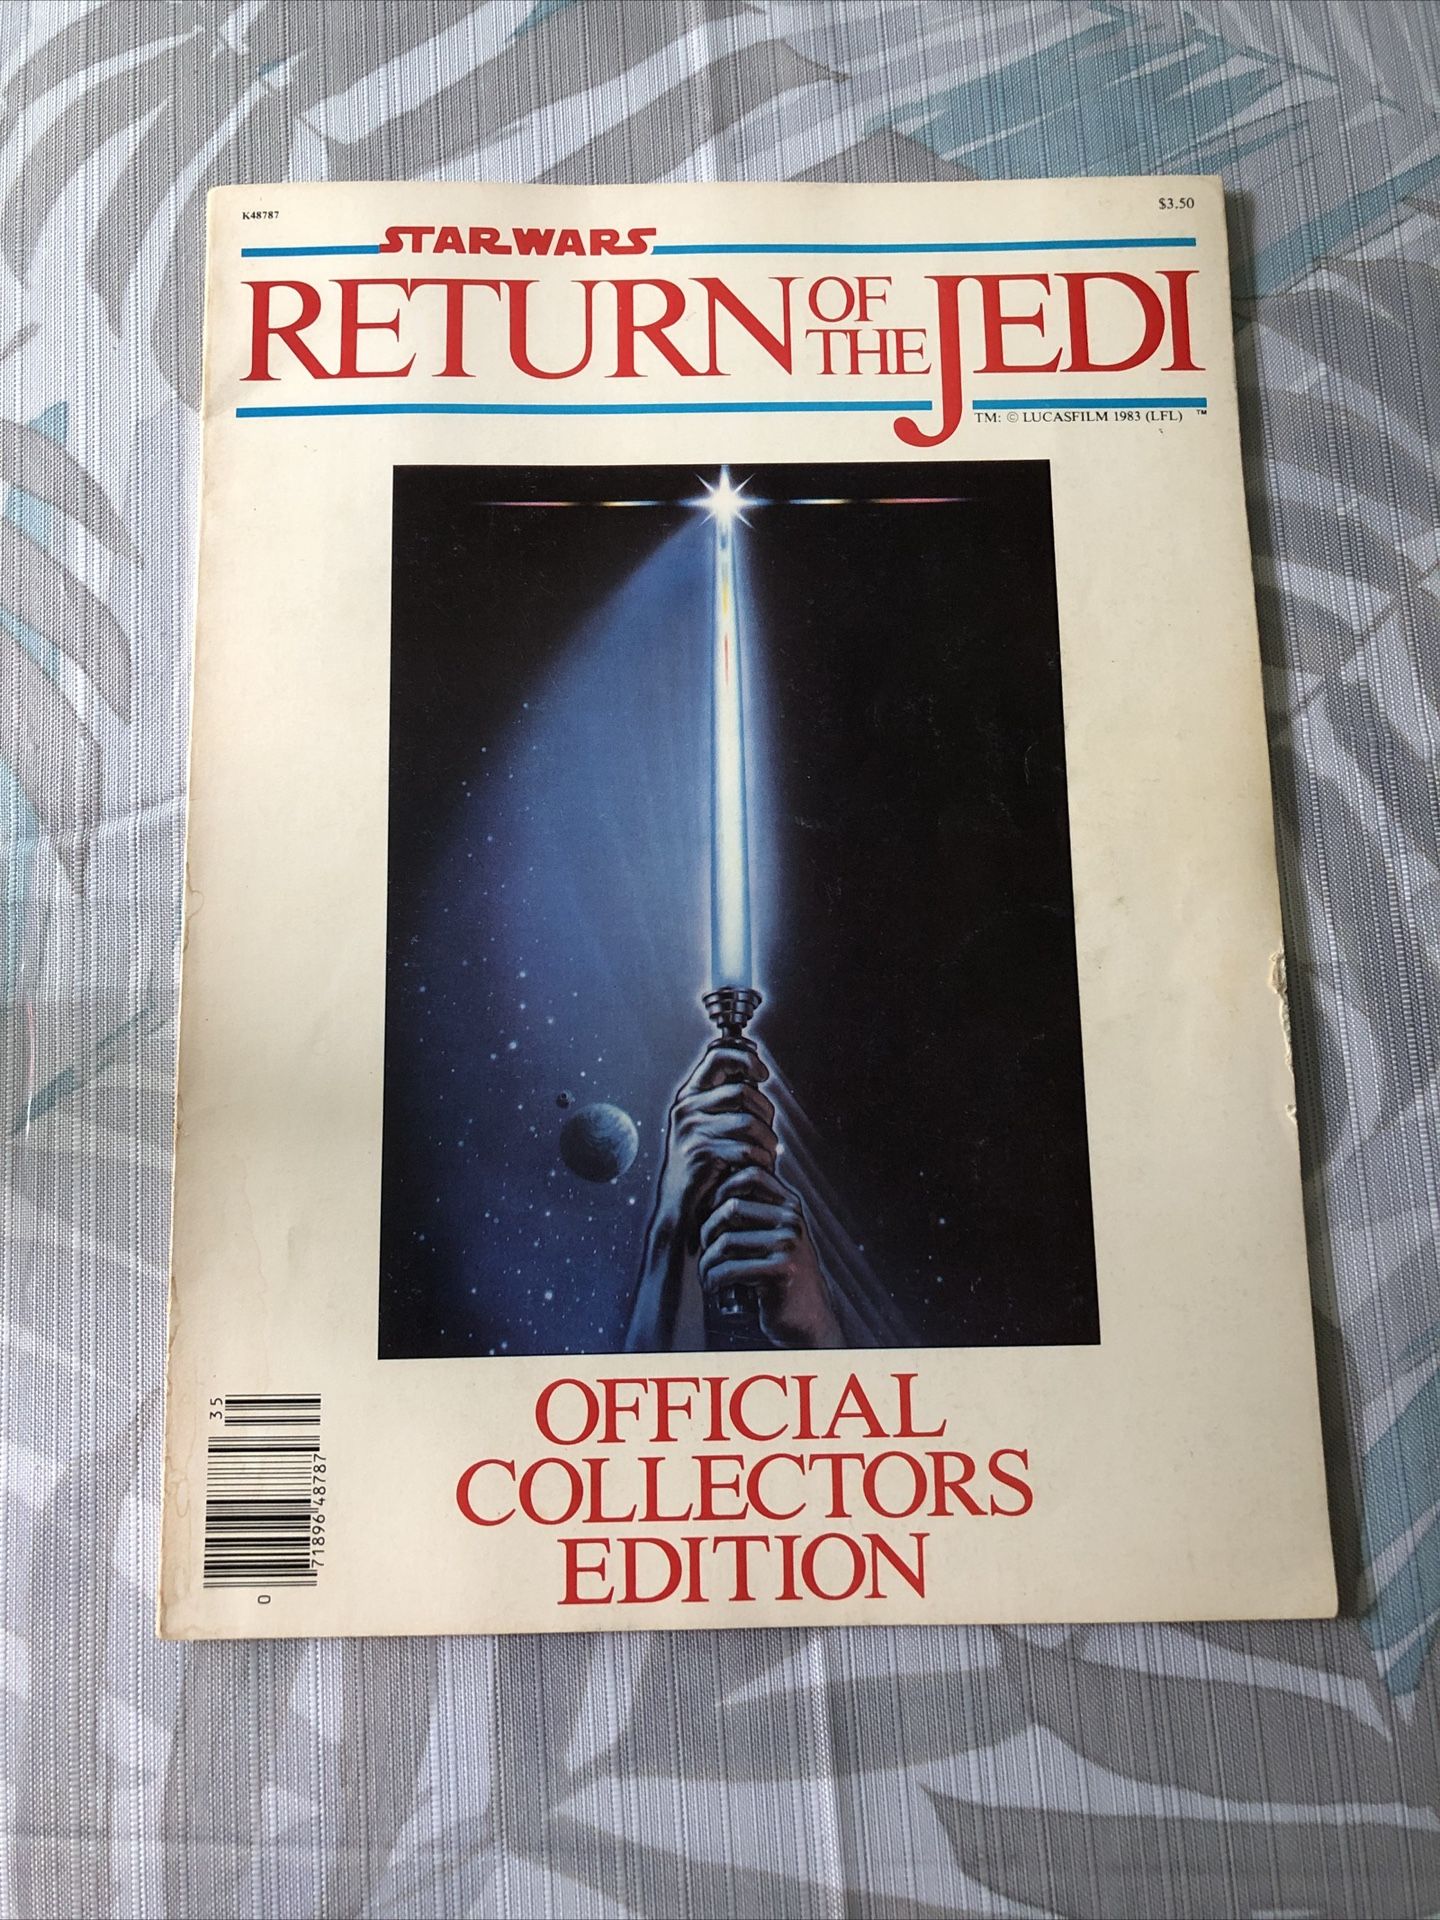 K48787
$3.50
STAR WARS
RETURN OF THE JEDI
TM: © LUCASFILM 1983 (LFL) ™
OFFICIAL
COLLECTORS
EDITION
35
0 71896 48787